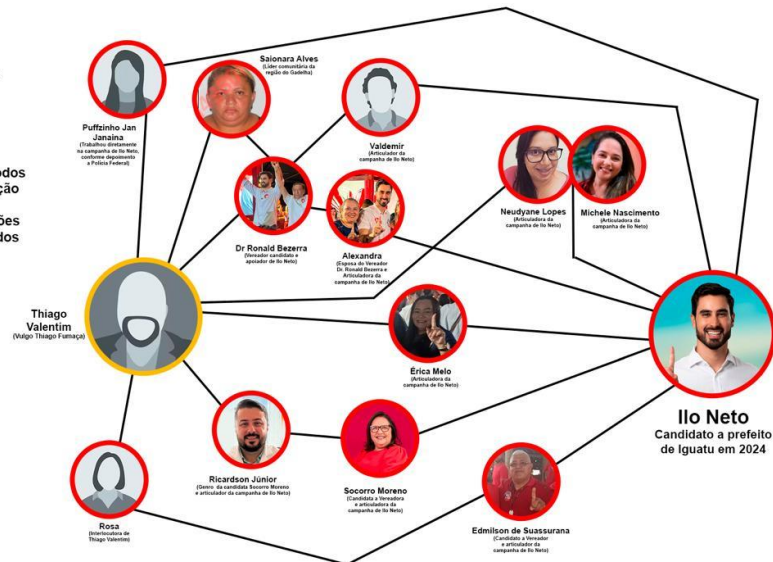 odos
ção
ões
dos
Puffzinho Jan
Janaina
(Trabalhou diretamente
na campanha de Ilo Neto,
conforme depoimento
a Polícia Federal)
Saionara Alves
(Líder comunitária da
região do Gadelha)
Valdemir
(Articulador da
campanha de Ilo Neto)
Dr Ronald Bezerra
(Vereador candidato e
apoiador de Ilo Neto)
Alexandra
(Esposa do Vereador
Dr. Ronald Bezerra e
Articuladora da
campanha de Ilo Neto)
Neudyane Lopes
(Articuladora da
campanha de Ilo Neto)
Michele Nascimento
(Articuladora da
campanha de Ilo Neto)
Thiago
Valentim
(Vulgo Thiago Fumaça)
Érica Melo
(Articuladora da
campanha de Ilo Neto)
Ilo Neto
Candidato a prefeito
de Iguatu em 2024
Ricardson Júnior
(Genro da candidata Socorro Moreno
e articulador da campanha de Ilo Neto)
Socorro Moreno
(Candidata a Vereadora
e articuladora da
campanha de Ilo Neto)
Edmilson de Suassurana
(Candidato a Vereador
e articulador da
campanha de Ilo Neto)
Rosa
(Interlocutora de
Thiago Valentim)